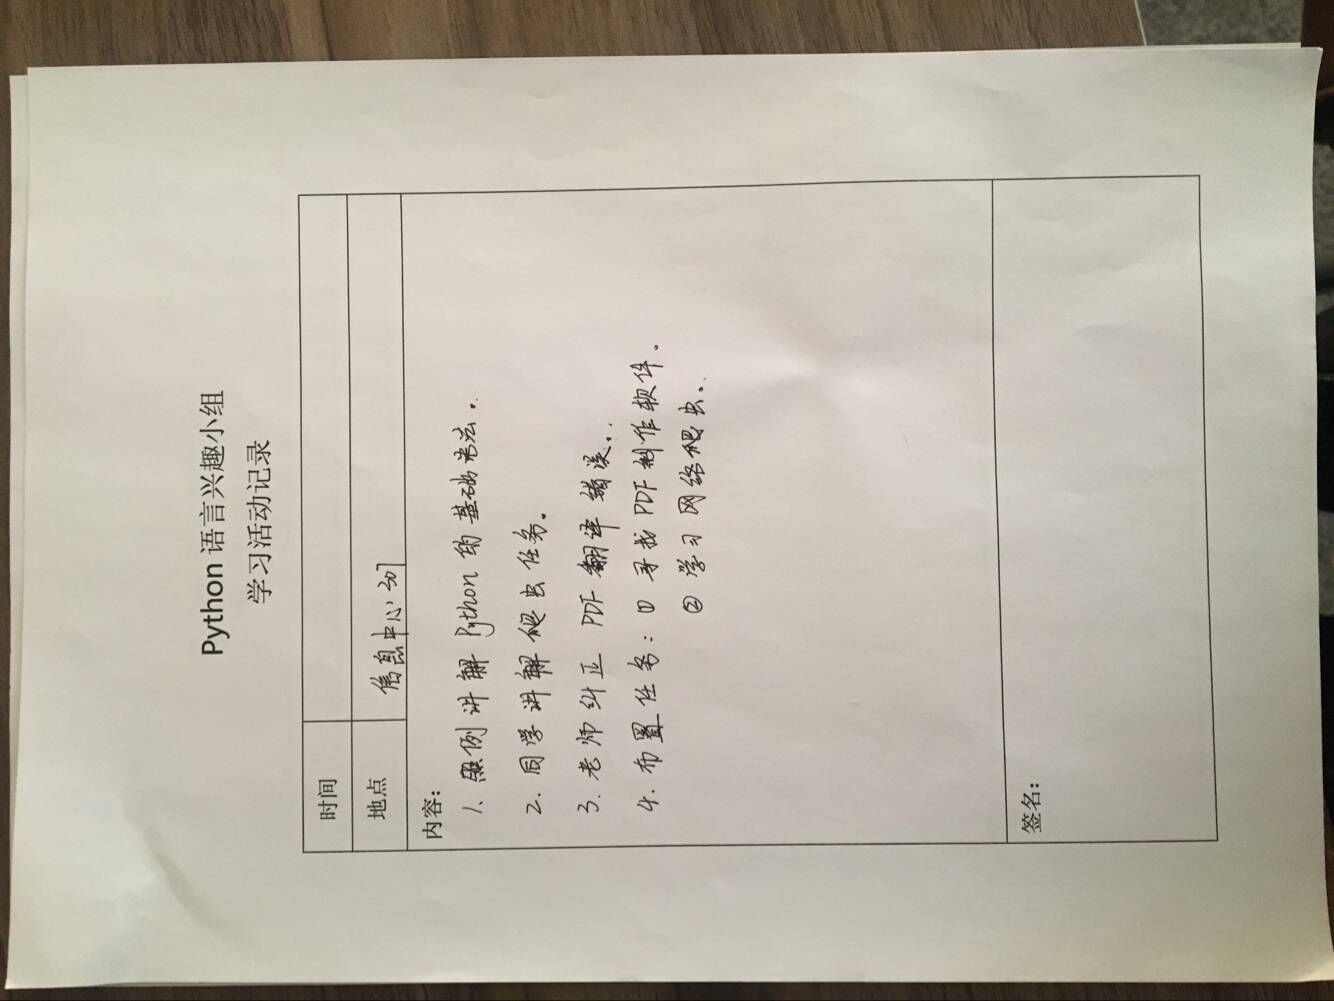 Python 语言兴趣小组
学习活动记录
时间
地点 信息中心 307
内容：
1. 照例讲解 Python 的基础语法。
2. 同学讲解爬虫任务。
3. 老师纠正 PDF 翻译错误。
4. 布置任务：① 寻找 PDF 制作软件。
② 学习网络爬虫。
签名：